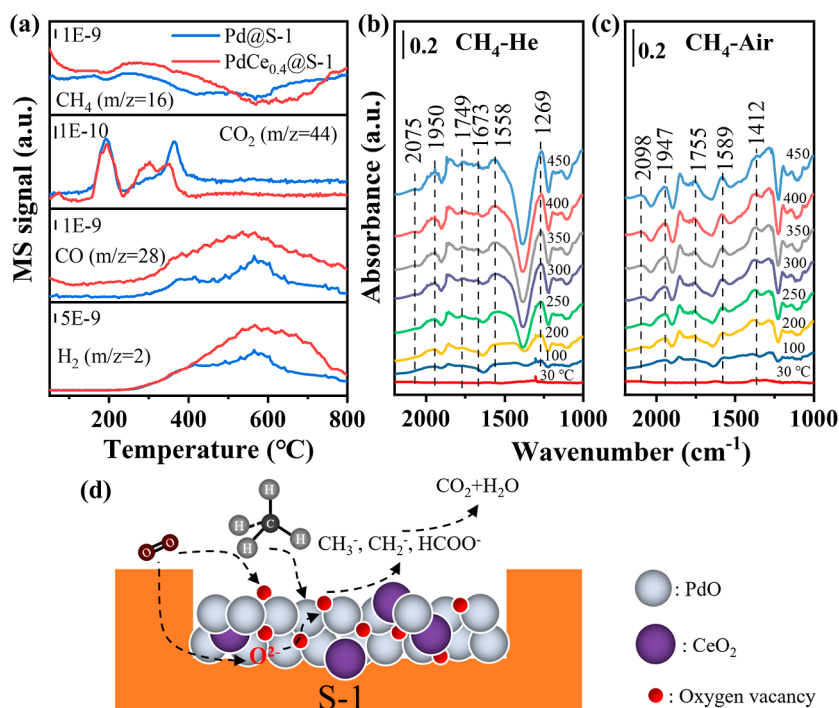 (a)
1E-9
Pd@S-1
PdCe0.4@S-1
CH4 (m/z=16)
1E-10
CO2 (m/z=44)
1E-9
CO (m/z=28)
5E-9
H2 (m/z=2)
MS signal (a.u.)
200 400 600 800
Temperature (℃)
(b)
0.2
CH4-He
2075 1950 1749 1673 1558 1269
450
400
350
300
250
200
100
30 ℃
Absorbance (a.u.)
2000 1500 1000
(c)
0.2
CH4-Air
2098 1947 1755 1589 1412
450
400
350
300
250
200
100
30 ℃
2000 1500 1000
Wavenumber (cm-1)
(d)
CO2+H2O
H
H C H
H
O O
CH3-, CH2-, HCOO-
O2-
S-1
: PdO
: CeO2
: Oxygen vacancy